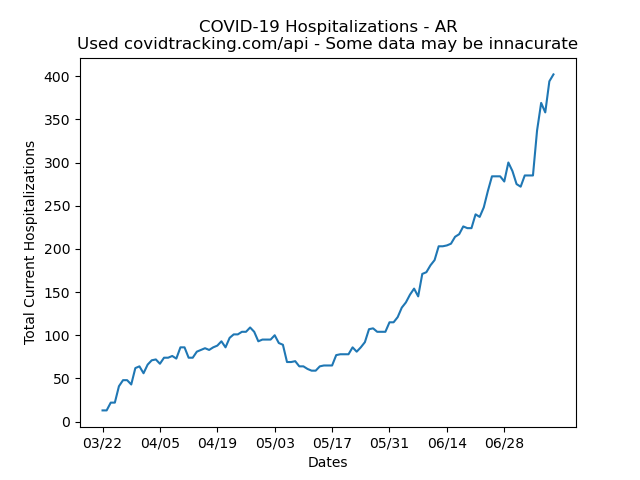 COVID-19 Hospitalizations - AR
Used covidtracking.com/api - Some data may be innacurate
Total Current Hospitalizations
400
350
300
250
200
150
100
50
0
03/22 04/05 04/19 05/03 05/17 05/31 06/14 06/28
Dates